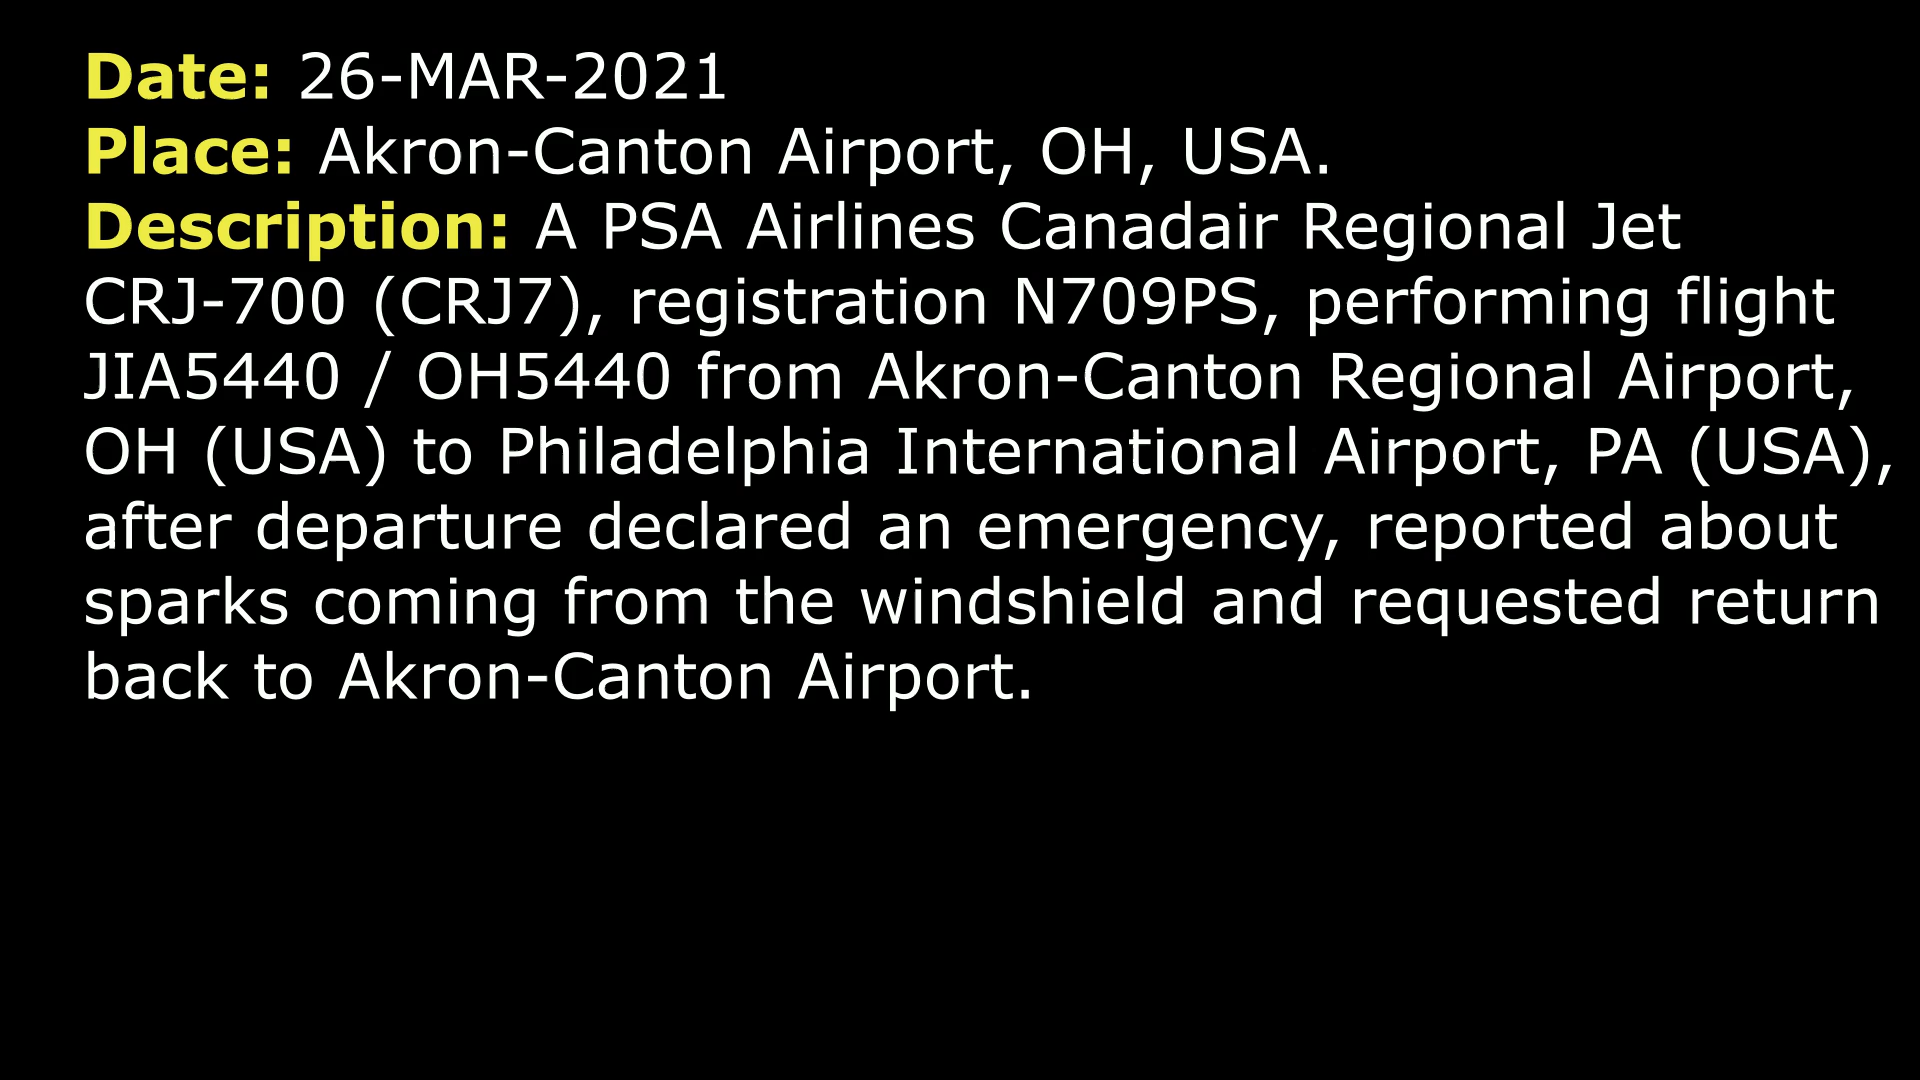 Date: 26-MAR-2021
Place: Akron-Canton Airport, OH, USA.
Description: A PSA Airlines Canadair Regional Jet
CRJ-700 (CRJ7), registration N709PS, performing flight
JIA5440 / OH5440 from Akron-Canton Regional Airport,
OH (USA) to Philadelphia International Airport, PA (USA),
after departure declared an emergency, reported about
sparks coming from the windshield and requested return
back to Akron-Canton Airport.